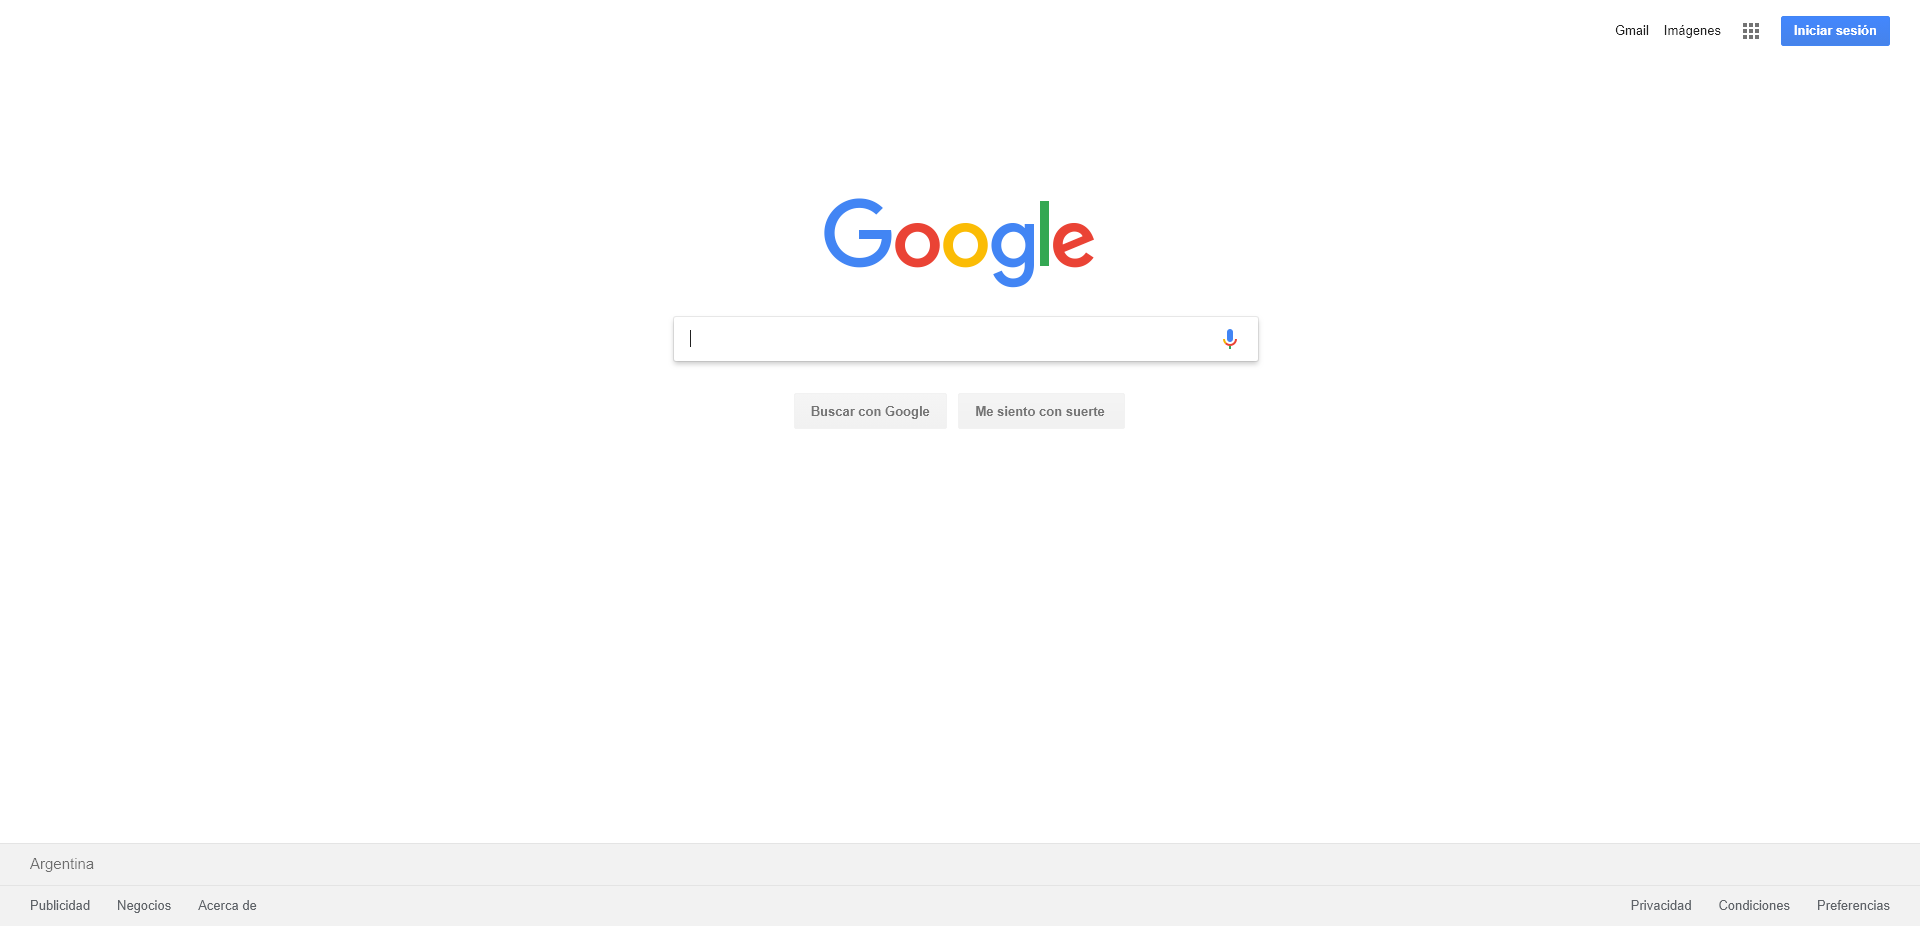 Gmail Imágenes Iniciar sesión
Google
Buscar con Google Me siento con suerte
Argentina
Publicidad Negocios Acerca de Privacidad Condiciones Preferencias